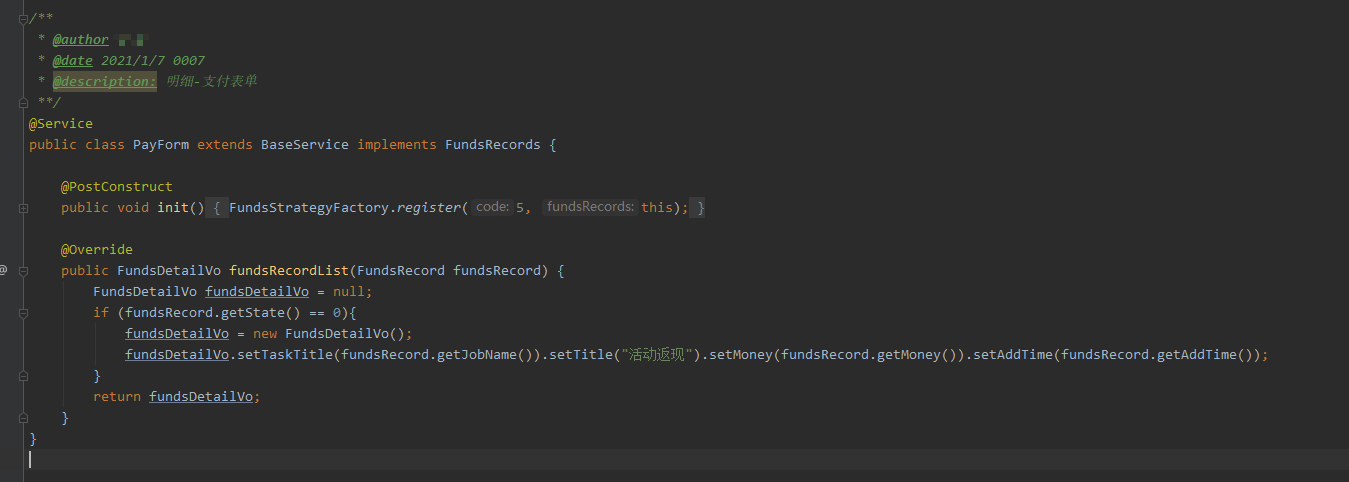 /**
* @author
* @date 2021/1/7 0007
* @description: 明细-支付表单
**/
@Service
public class PayForm extends BaseService implements FundsRecords {
@PostConstruct
public void init() { FundsStrategyFactory.register( code: 5, fundsRecords: this); }
@Override
public FundsDetailVo fundsRecordList(FundsRecord fundsRecord) {
FundsDetailVo fundsDetailVo = null;
if (fundsRecord.getState() == 0){
fundsDetailVo = new FundsDetailVo();
fundsDetailVo.setTaskTitle(fundsRecord.getJobName()).setTitle("活动返现").setMoney(fundsRecord.getMoney()).setAddTime(fundsRecord.getAddTime());
}
return fundsDetailVo;
}
}